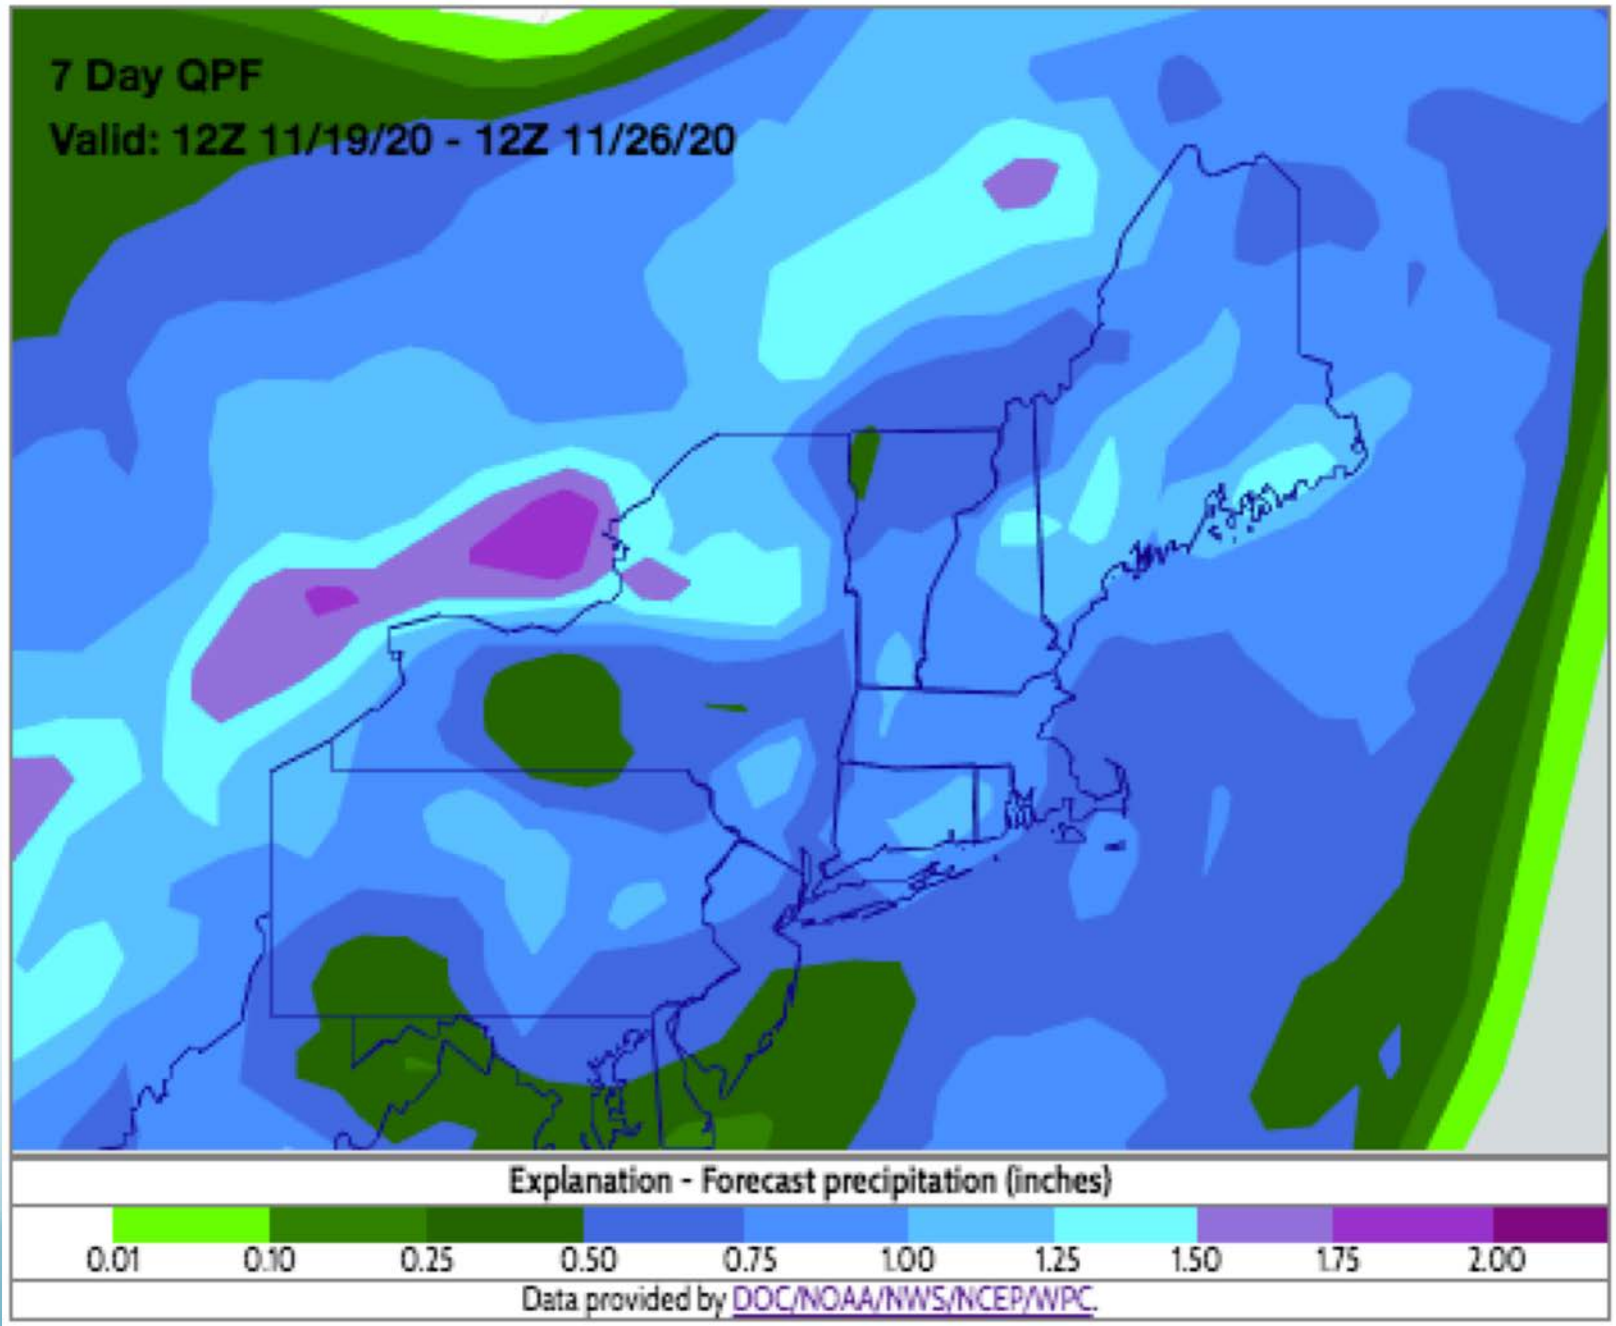 7 Day QPF
Valid: 12Z 11/19/20 - 12Z 11/26/20
Explanation - Forecast precipitation (inches)
0.01 0.10 0.25 0.50 0.75 1.00 1.25 1.50 1.75 2.00
Data provided by DOC/NOAA/NWS/NCEP/WPC.